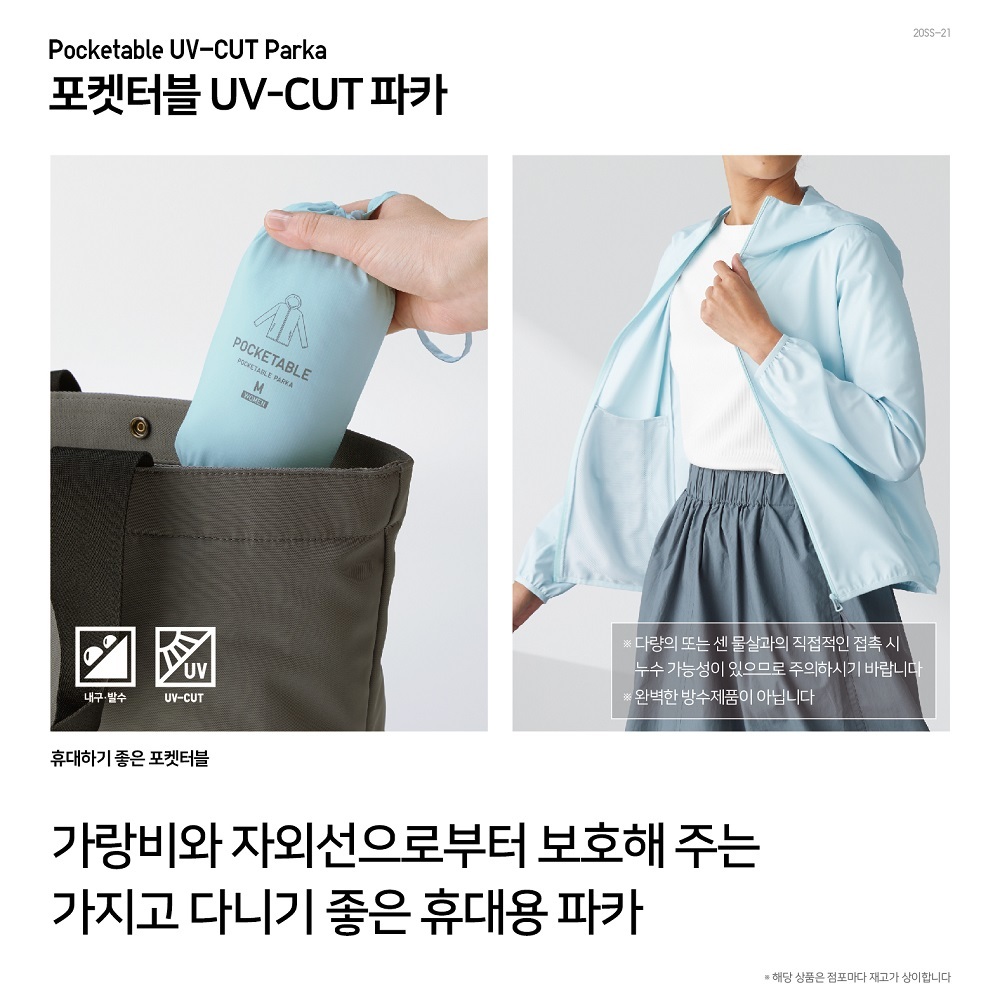 20SS-21
Pocketable UV-CUT Parka
포켓터블 UV-CUT 파카
POCKETABLE
POCKETABLE PARKA
M
WOMEN
내구·발수
UV
UV-CUT
※ 다량의 또는 센 물살과의 직접적인 접촉 시
누수 가능성이 있으므로 주의하시기 바랍니다
※ 완벽한 방수제품이 아닙니다
휴대하기 좋은 포켓터블
가랑비와 자외선으로부터 보호해 주는
가지고 다니기 좋은 휴대용 파카
※ 해당 상품은 점포마다 재고가 상이합니다